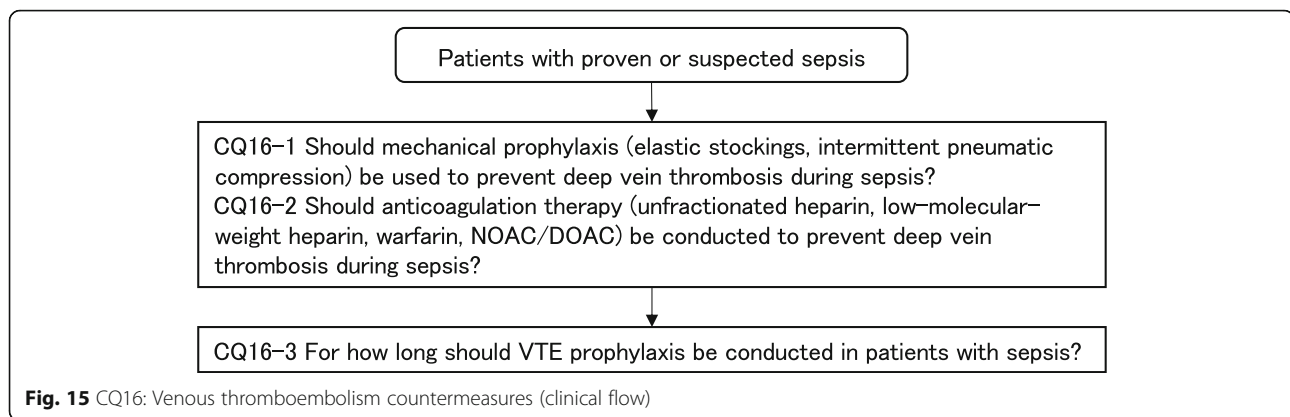 Patients with proven or suspected sepsis
CQ16-1 Should mechanical prophylaxis (elastic stockings, intermittent pneumatic
compression) be used to prevent deep vein thrombosis during sepsis?
CQ16-2 Should anticoagulation therapy (unfractionated heparin, low-molecular-
weight heparin, warfarin, NOAC/DOAC) be conducted to prevent deep vein
thrombosis during sepsis?
CQ16-3 For how long should VTE prophylaxis be conducted in patients with sepsis?
Fig. 15 CQ16: Venous thromboembolism countermeasures (clinical flow)